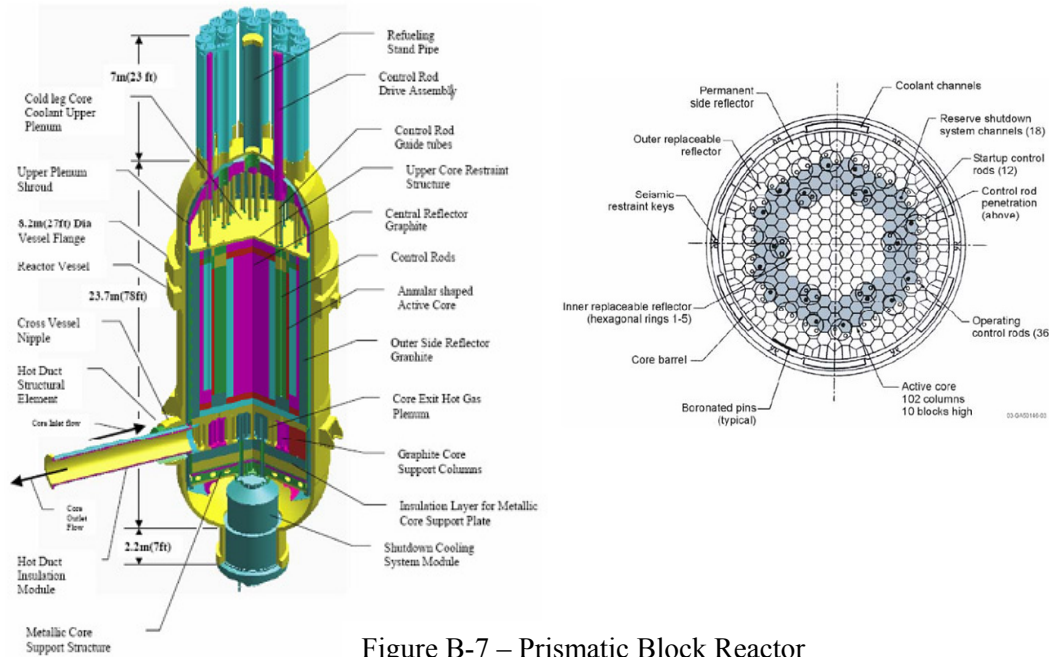 7m(23 ft)
Cold leg Core
Coolant Upper
Plenum
Upper Plenum
Shroud
8.2m(27ft) Dia
Vessel Flange
Reactor Vessel
23.7m(78ft)
Cross Vessel
Nipple
Hot Duct
Structural
Element
Core Inlet flow
Core
Outlet
Flow
2.2m(7ft)
Hot Duct
Insulation
Module
Metallic Core
Support Structure
Refueling
Stand Pipe
Control Rod
Drive Assembly
Control Rod
Guide tubes
Upper Core Restraint
Structure
Central Reflector
Graphite
Control Rods
Annular shaped
Active Core
Outer Side Reflector
Graphite
Core Exit Hot Gas
Plenum
Graphite Core
Support Columns
Insulation Layer for Metallic
Core Support Plate
Shutdown Cooling
System Module
Permanent
side reflector
Outer replaceable
reflector
Seismic
restraint keys
Inner replaceable reflector
(hexagonal rings 1-5)
Core barrel
Boronated pins
(typical)
Coolant channels
Reserve shutdown
system channels (18)
Startup control
rods (12)
Control rod
penetration
(above)
Operating
control rods (36
Active core
102 columns
10 blocks high
Figure B-7 – Prismatic Block Reactor